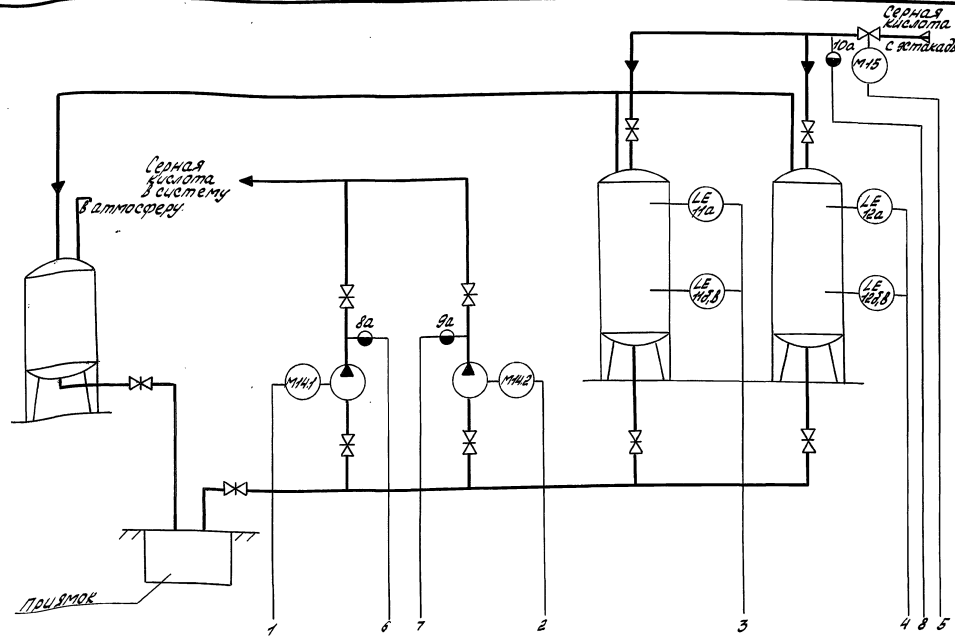 Серная
кислота
с эстакады
10а
М15
Серная
кислота
в систему
в атмосферу
LE
11а
LE
12а
LE
11б,в
LE
12б,в
8а
9а
М14.1
М14.2
Приямок
1
6
7
2
3
4
8
5